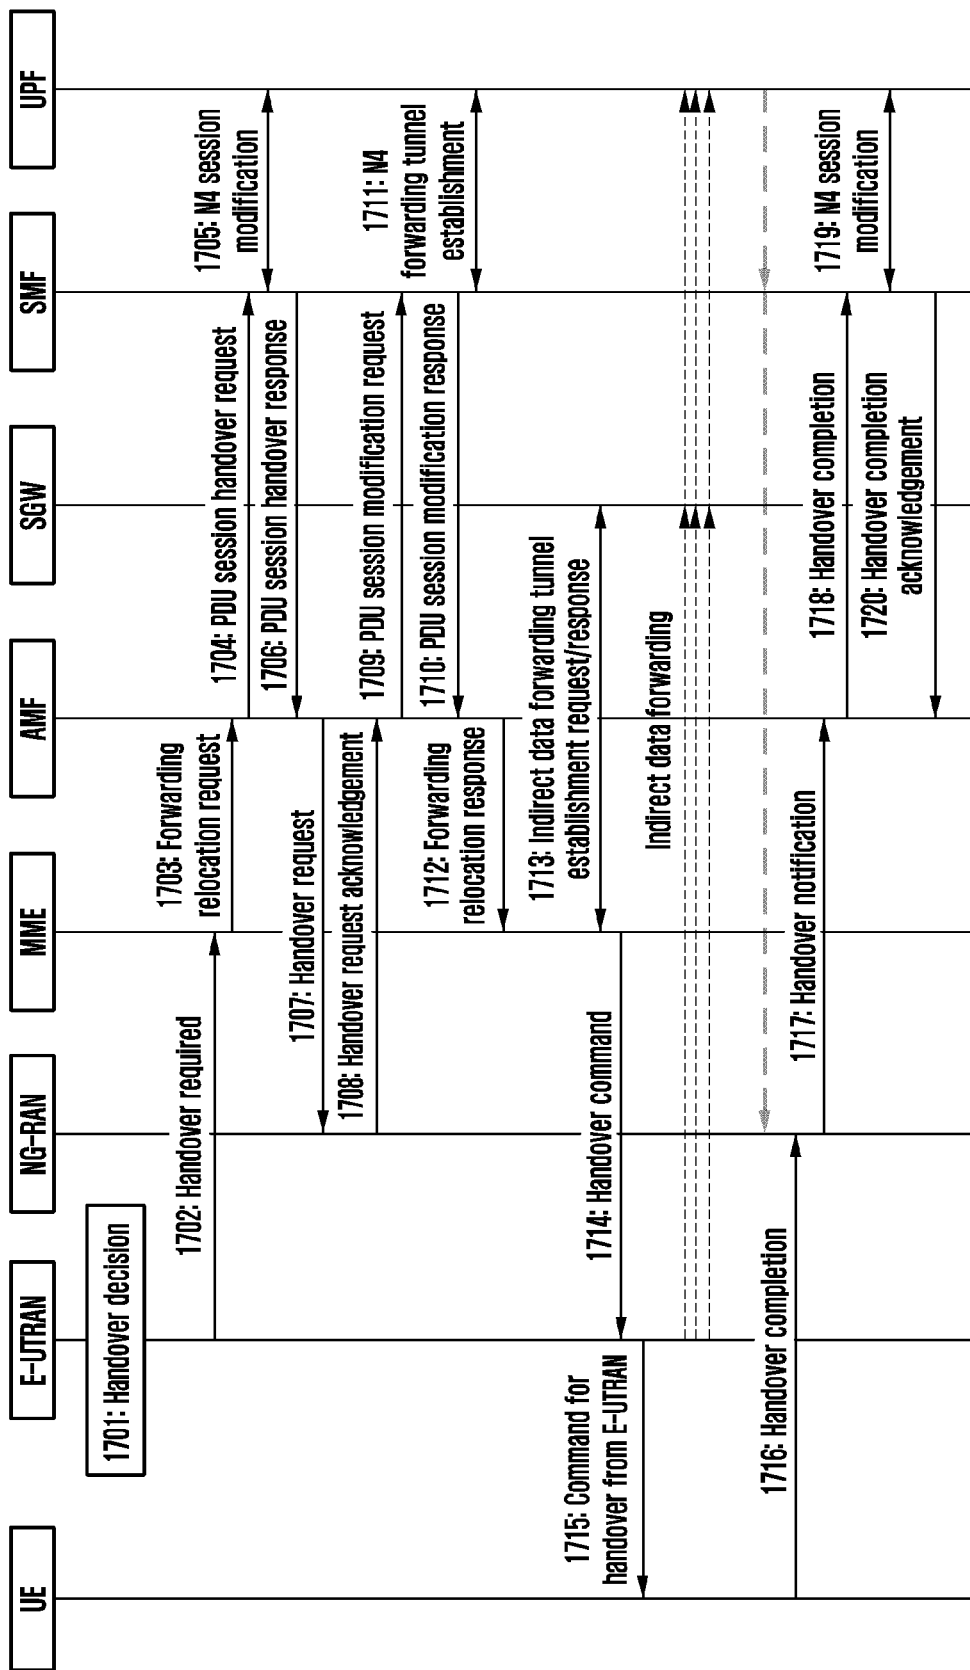 UE
E-UTRAN
NG-RAN
MME
AMF
SGW
SMF
UPF
1701: Handover decision
1702: Handover required
1703: Forwarding
relocation request
1704: PDU session handover request
1705: N4 session
modification
1706: PDU session handover response
1707: Handover request
1708: Handover request acknowledgement
1709: PDU session modification request
1710: PDU session modification response
1711: N4
forwarding tunnel
establishment
1712: Forwarding
relocation response
1713: Indirect data forwarding tunnel
establishment request/response
1714: Handover command
1715: Command for
handover from E-UTRAN
Indirect data forwarding
1716: Handover completion
1717: Handover notification
1718: Handover completion
1719: N4 session
modification
1720: Handover completion
acknowledgement